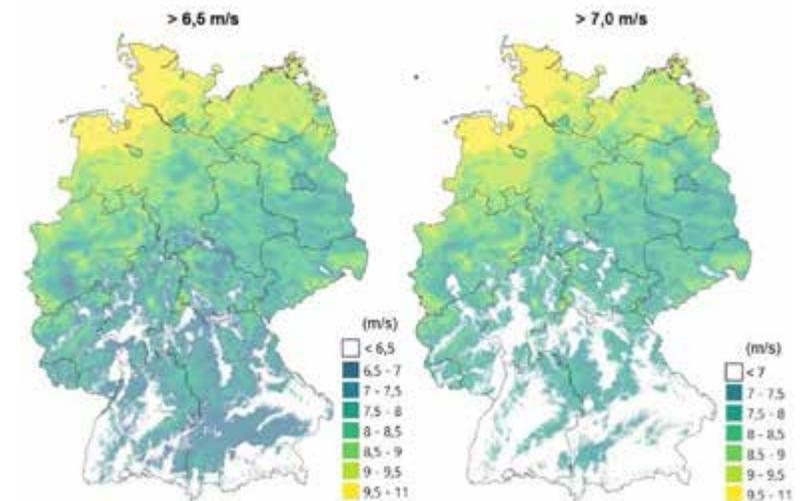 > 6,5 m/s
> 7,0 m/s
(m/s)
< 6,5
6,5 - 7
7 - 7,5
7,5 - 8
8 - 8,5
8,5 - 9
9 - 9,5
9,5 - 11
(m/s)
< 7
7 - 7,5
7,5 - 8
8 - 8,5
8,5 - 9
9 - 9,5
9,5 - 11